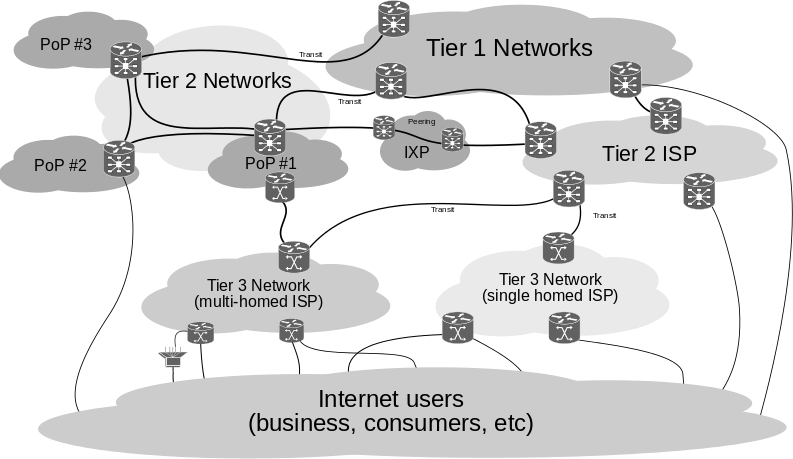 PoP #3
Tier 1 Networks
Transit
Tier 2 Networks
Transit
Peering
IXP
Tier 2 ISP
PoP #2
PoP #1
Transit
Transit
Tier 3 Network
(multi-homed ISP)
Tier 3 Network
(single homed ISP)
Internet users
(business, consumers, etc)